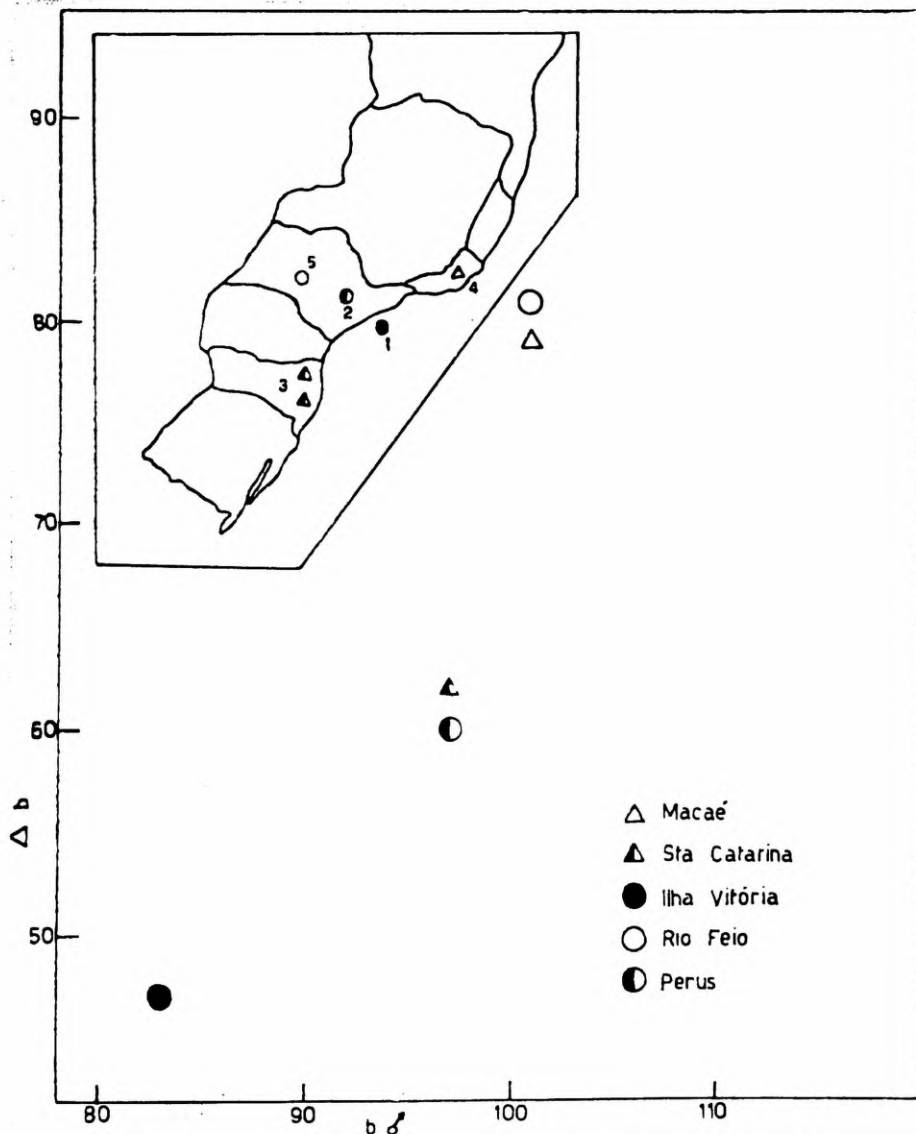 90
80
70
60
50
Δ b
5
2
1
4
3
△ Macaé
Sta Catarina
● Ilha Vitória
○ Rio Feio
◐ Perus
80 90 100 110
b ♂